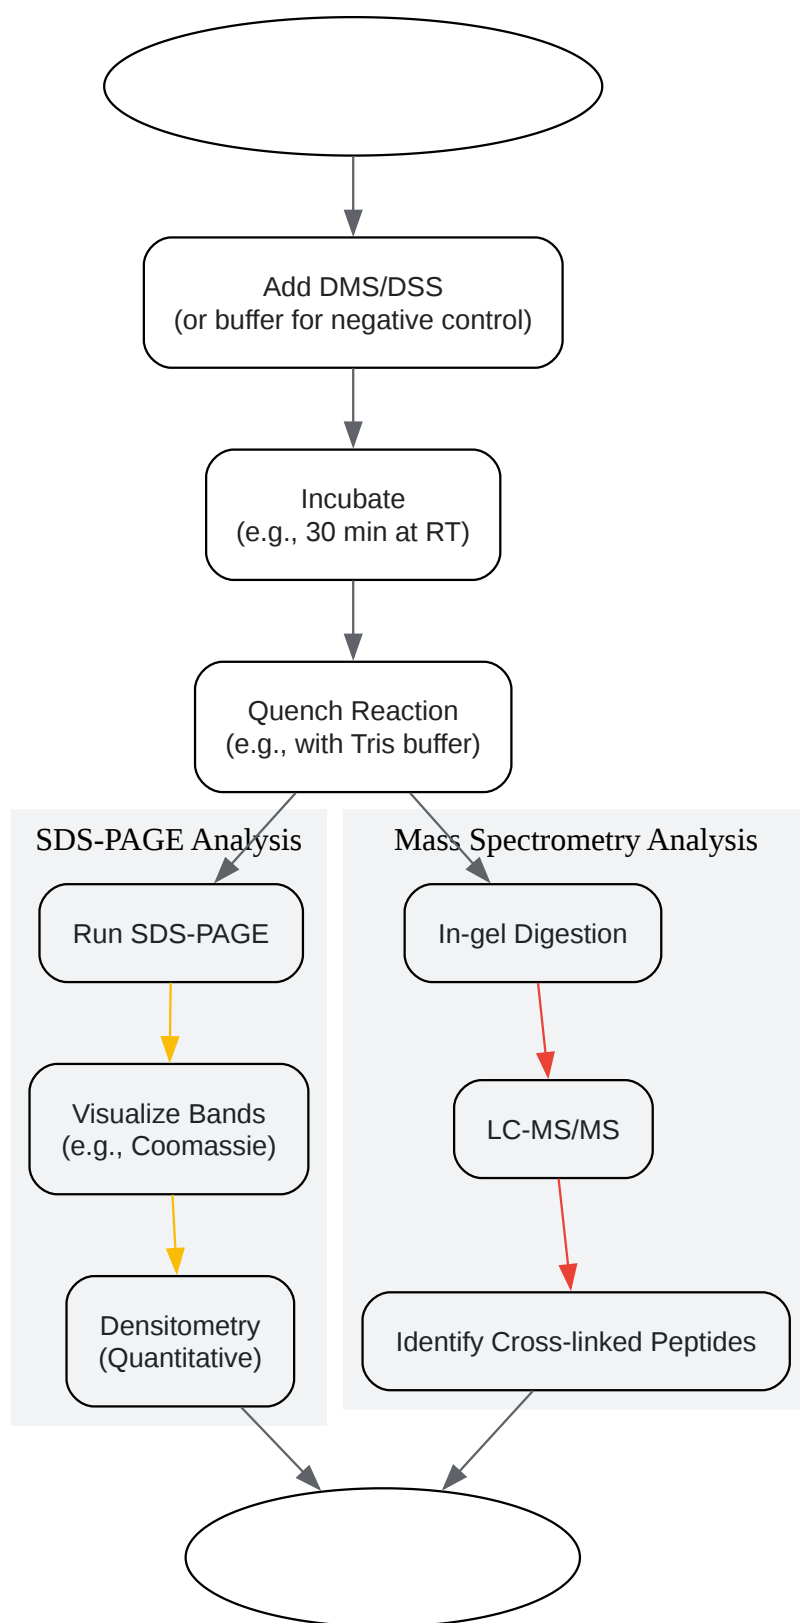 Add DMS/DSS
(or buffer for negative control)
Incubate
(e.g., 30 min at RT)
Quench Reaction
(e.g., with Tris buffer)
SDS-PAGE Analysis
Run SDS-PAGE
Visualize Bands
(e.g., Coomassie)
Densitometry
(Quantitative)
Mass Spectrometry Analysis
In-gel Digestion
LC-MS/MS
Identify Cross-linked Peptides